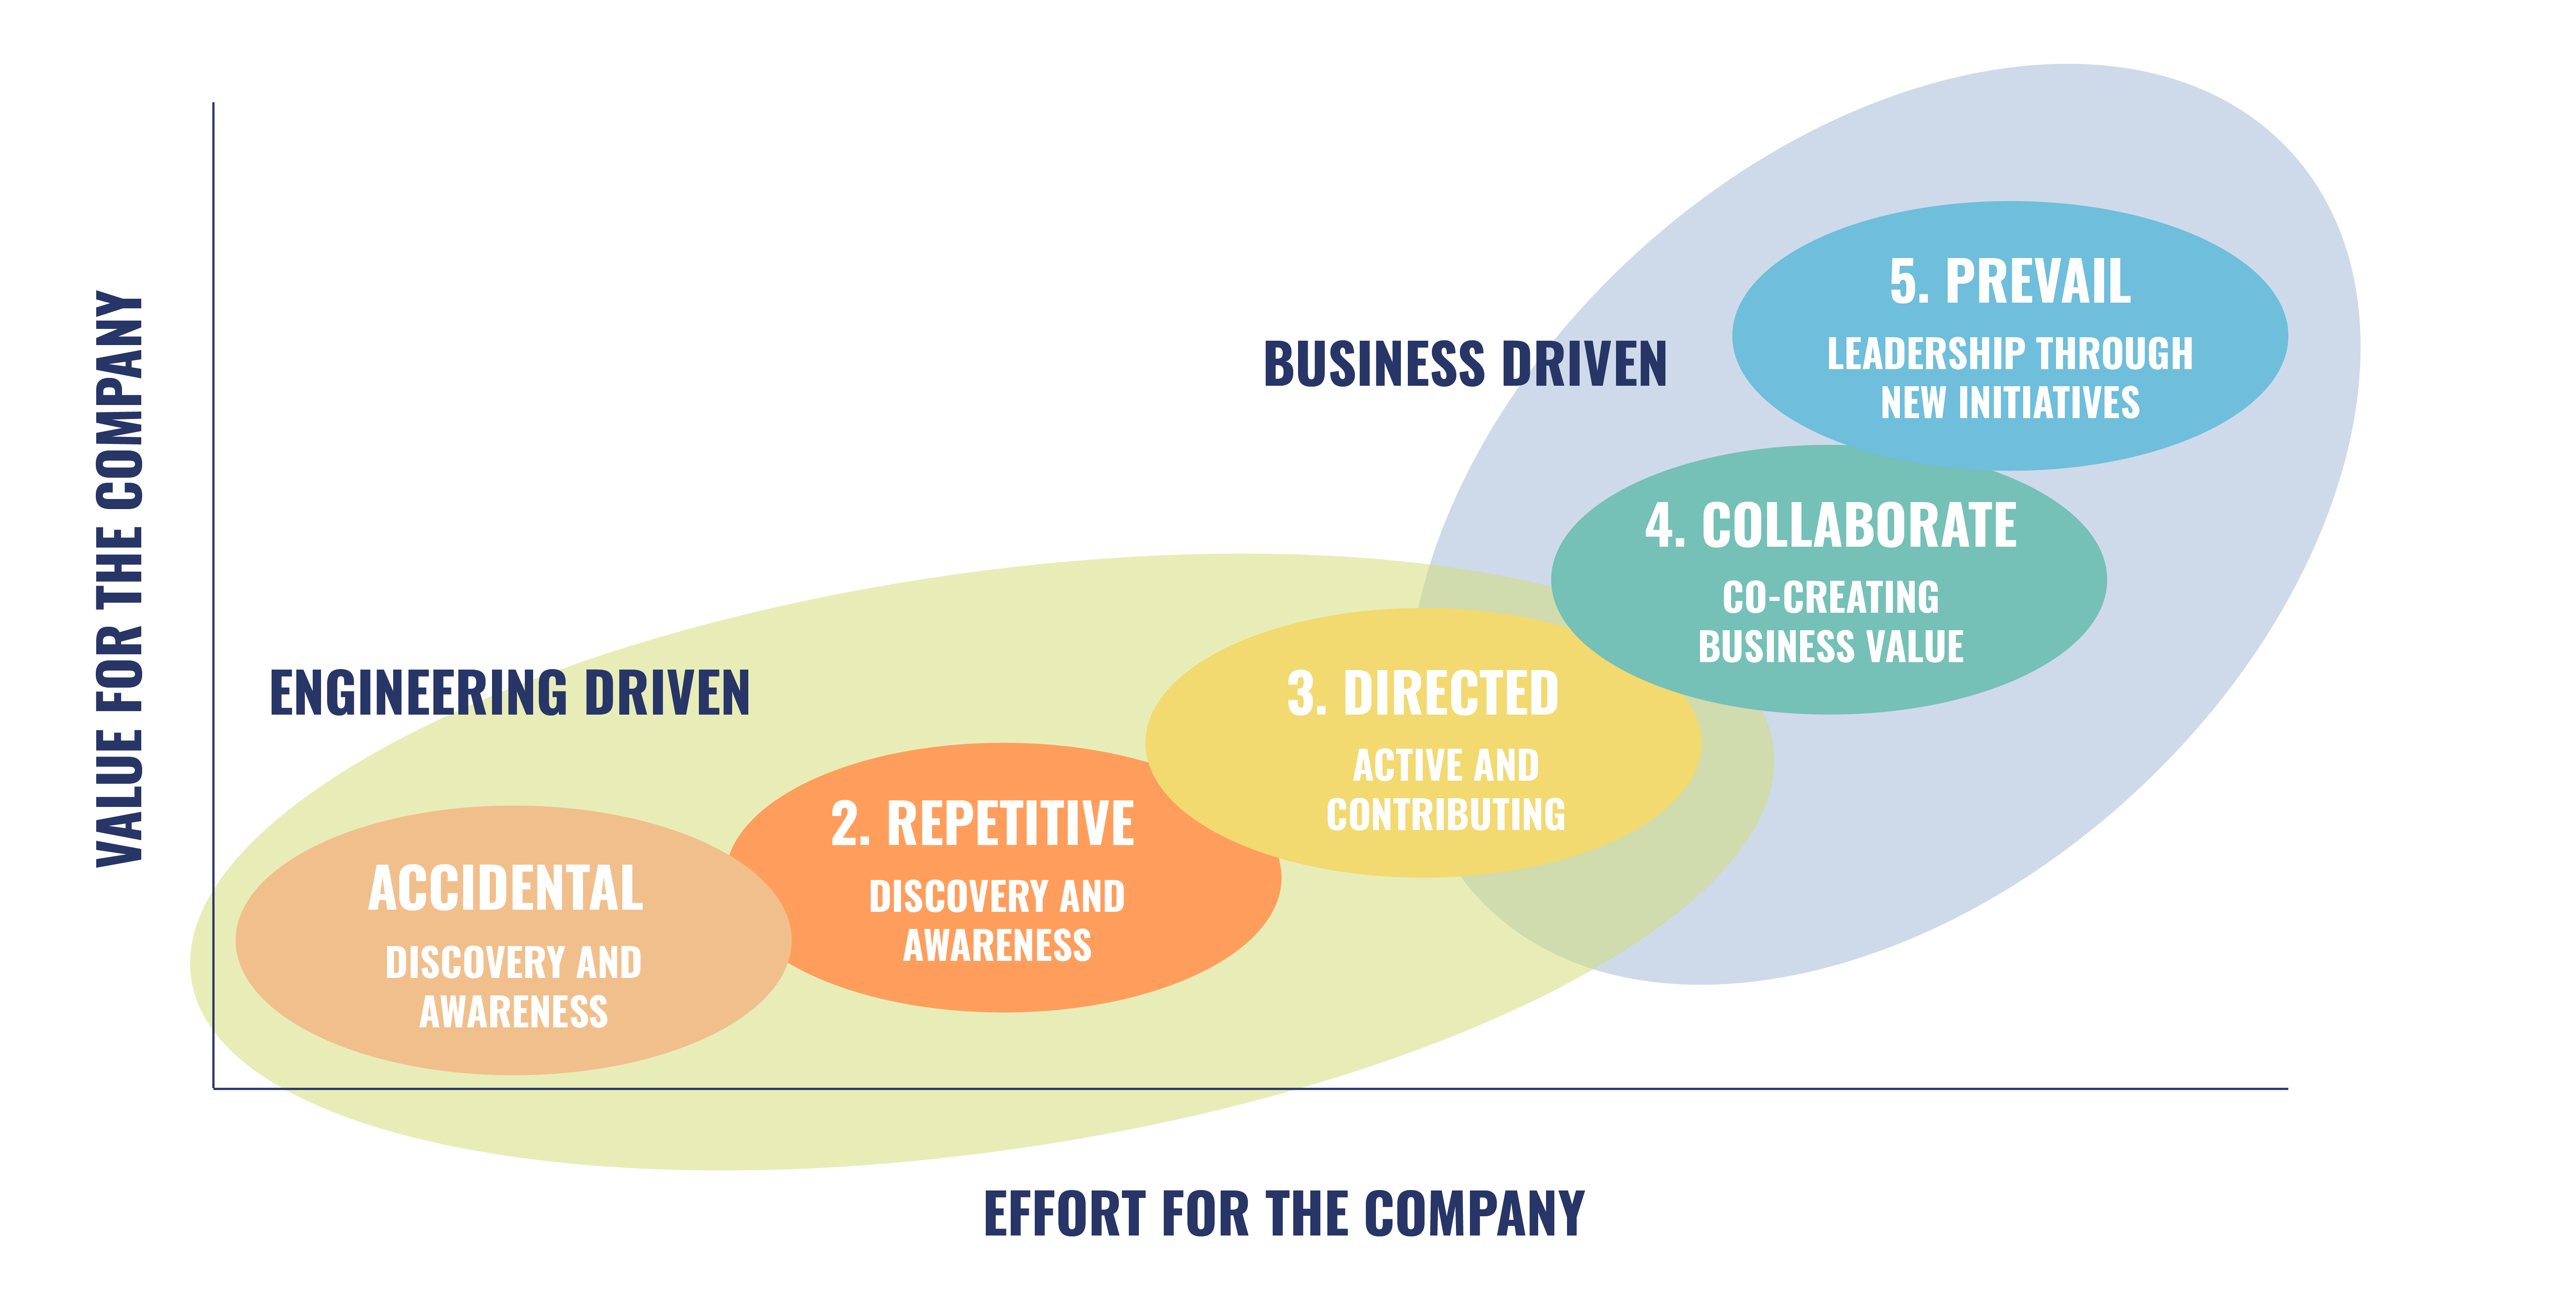 VALUE FOR THE COMPANY
BUSINESS DRIVEN
5. PREVAIL
LEADERSHIP THROUGH
NEW INITIATIVES
4. COLLABORATE
CO-CREATING
BUSINESS VALUE
ENGINEERING DRIVEN
3. DIRECTED
ACTIVE AND
CONTRIBUTING
2. REPETITIVE
DISCOVERY AND
AWARENESS
ACCIDENTAL
DISCOVERY AND
AWARENESS
EFFORT FOR THE COMPANY